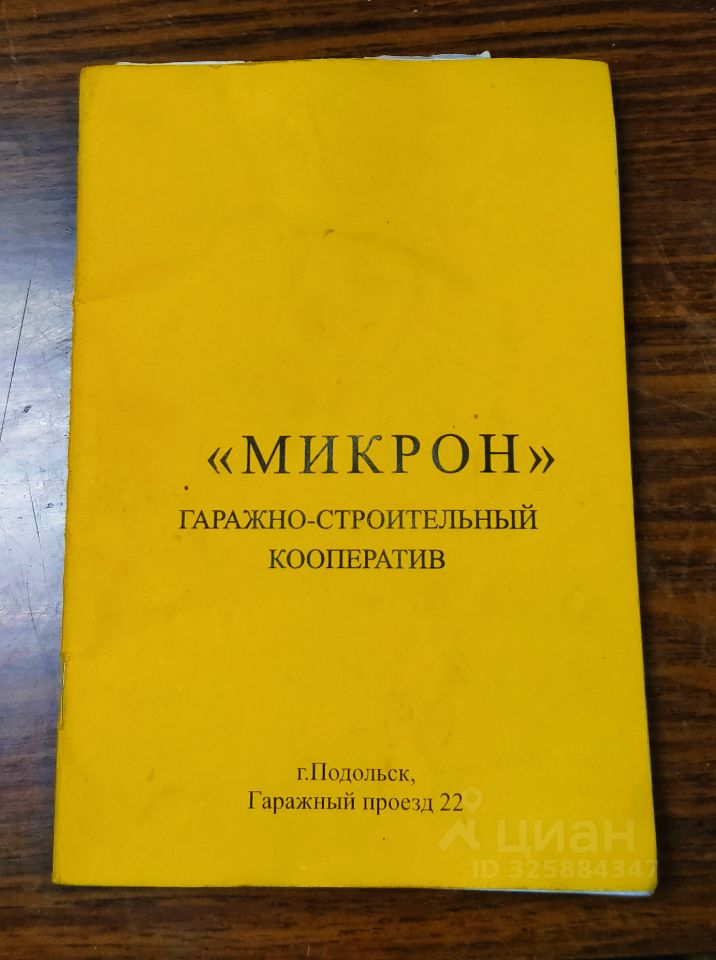 «МИКРОН»
ГАРАЖНО-СТРОИТЕЛЬНЫЙ
КООПЕРАТИВ
г.Подольск,
Гаражный проезд 22
циан
ID 325884347